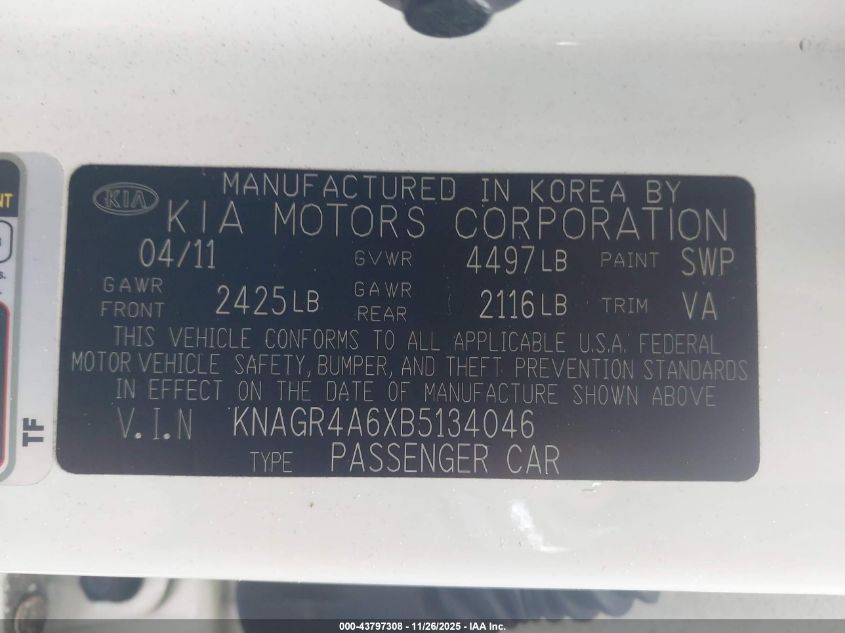 NT
s.
TF
KIA
MANUFACTURED IN KOREA BY
KIA MOTORS CORPORATION
04/11 GVWR 4497LB PAINT SWP
GAWR FRONT 2425LB GAWR REAR 2116LB TRIM VA
THIS VEHICLE CONFORMS TO ALL APPLICABLE U.S.A. FEDERAL
MOTOR VEHICLE SAFETY, BUMPER, AND THEFT PREVENTION STANDARDS
IN EFFECT ON THE DATE OF MANUFACTURE SHOWN ABOVE
V.I.N KNAGR4A6XB5134046
TYPE PASSENGER CAR
000-43797308 - 11/26/2025 - IAA Inc.